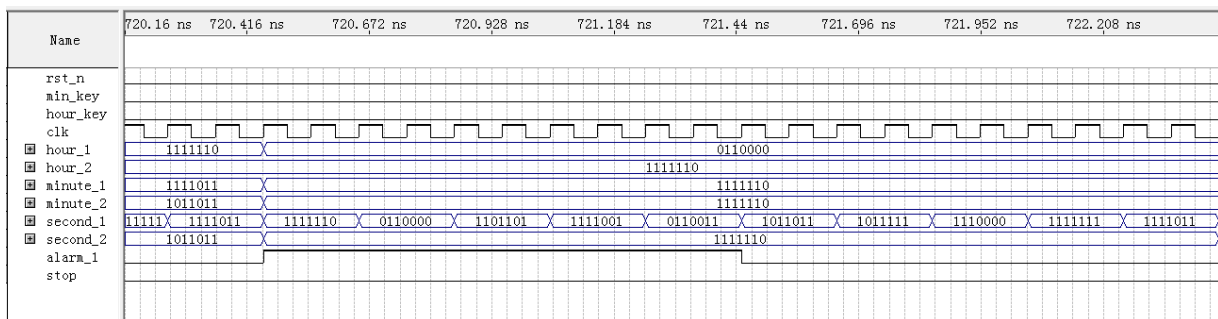 Name 720.16 ns 720.416 ns 720.672 ns 720.928 ns 721.184 ns 721.44 ns 721.696 ns 721.952 ns 722.208 ns
rst_n
min_key
hour_key
clk
hour_1 1111110 0110000
hour_2 1111110
minute_1 1111011 1111110
minute_2 1011011 1111110
second_1 11111 1111011 1111110 0110000 1101101 1111001 0110011 1011011 1011111 1110000 1111111 1111011
second_2 1011011 1111110
alarm_1
stop